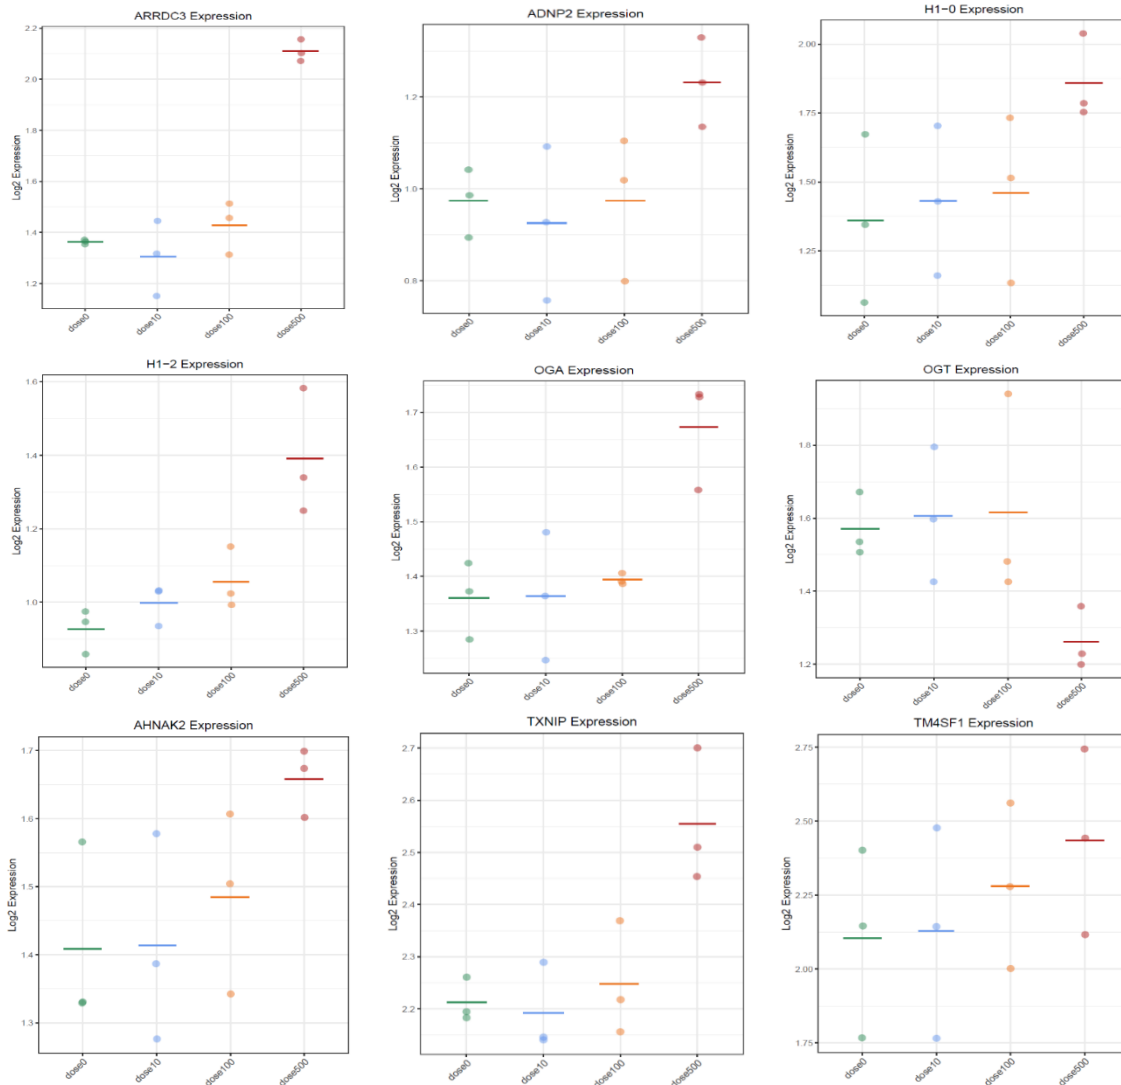 ARRDC3 Expression
Log2 Expression
2.2
2.0
1.8
1.6
1.4
1.2
dose0
dose10
dose100
dose500
ADNP2 Expression
Log2 Expression
1.2
1.0
0.8
dose0
dose10
dose100
dose500
H1-0 Expression
Log2 Expression
2.00
1.75
1.50
1.25
dose0
dose10
dose100
dose500
H1-2 Expression
Log2 Expression
1.6
1.4
1.2
1.0
dose0
dose10
dose100
dose500
OGA Expression
Log2 Expression
1.7
1.6
1.5
1.4
1.3
dose0
dose10
dose100
dose500
OGT Expression
Log2 Expression
1.8
1.6
1.4
1.2
dose0
dose10
dose100
dose500
AHNAK2 Expression
Log2 Expression
1.7
1.6
1.5
1.4
1.3
dose0
dose10
dose100
dose500
TXNIP Expression
Log2 Expression
2.7
2.6
2.5
2.4
2.3
2.2
dose0
dose10
dose100
dose500
TM4SF1 Expression
Log2 Expression
2.75
2.50
2.25
2.00
1.75
dose0
dose10
dose100
dose500